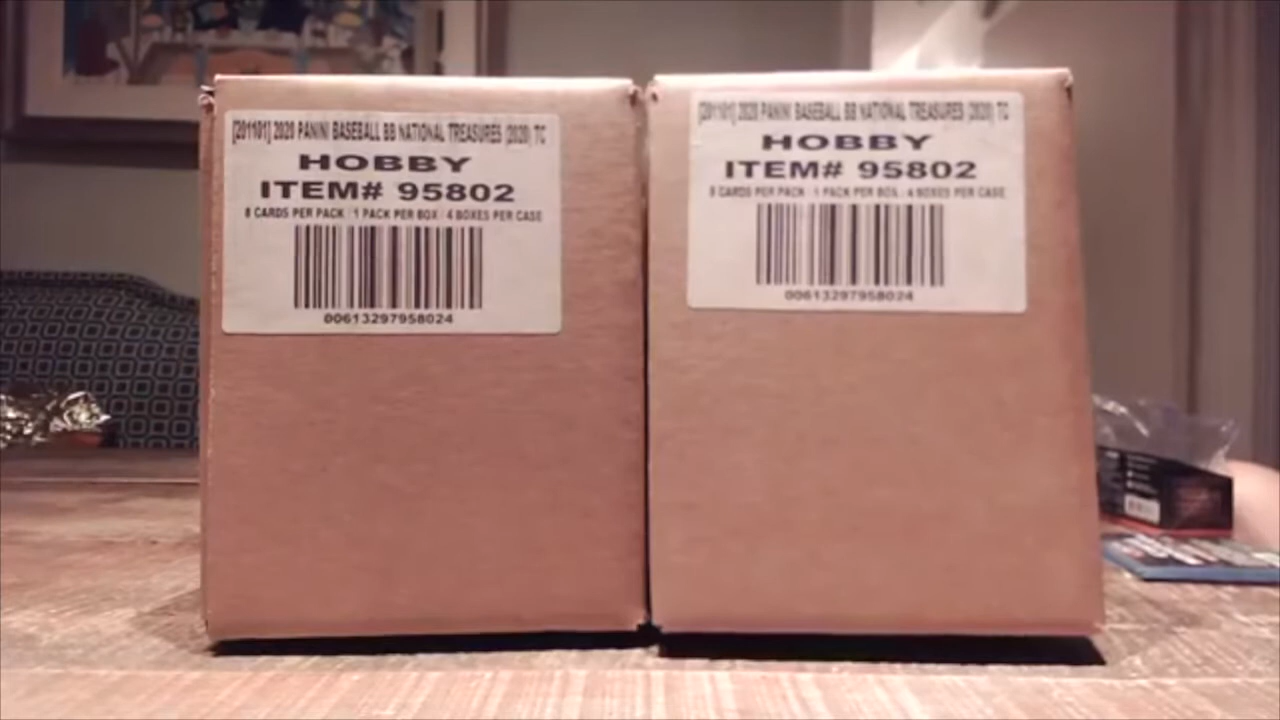 [201101] 2020 PANINI BASEBALL BB NATIONAL TREASURES (2020) TC
HOBBY
ITEM# 95802
8 CARDS PER PACK / 1 PACK PER BOX / 4 BOXES PER CASE
00613297958024
[201101] 2020 PANINI BASEBALL BB NATIONAL TREASURES (2020) TC
HOBBY
ITEM# 95802
8 CARDS PER PACK / 1 PACK PER BOX / 4 BOXES PER CASE
00613297958024